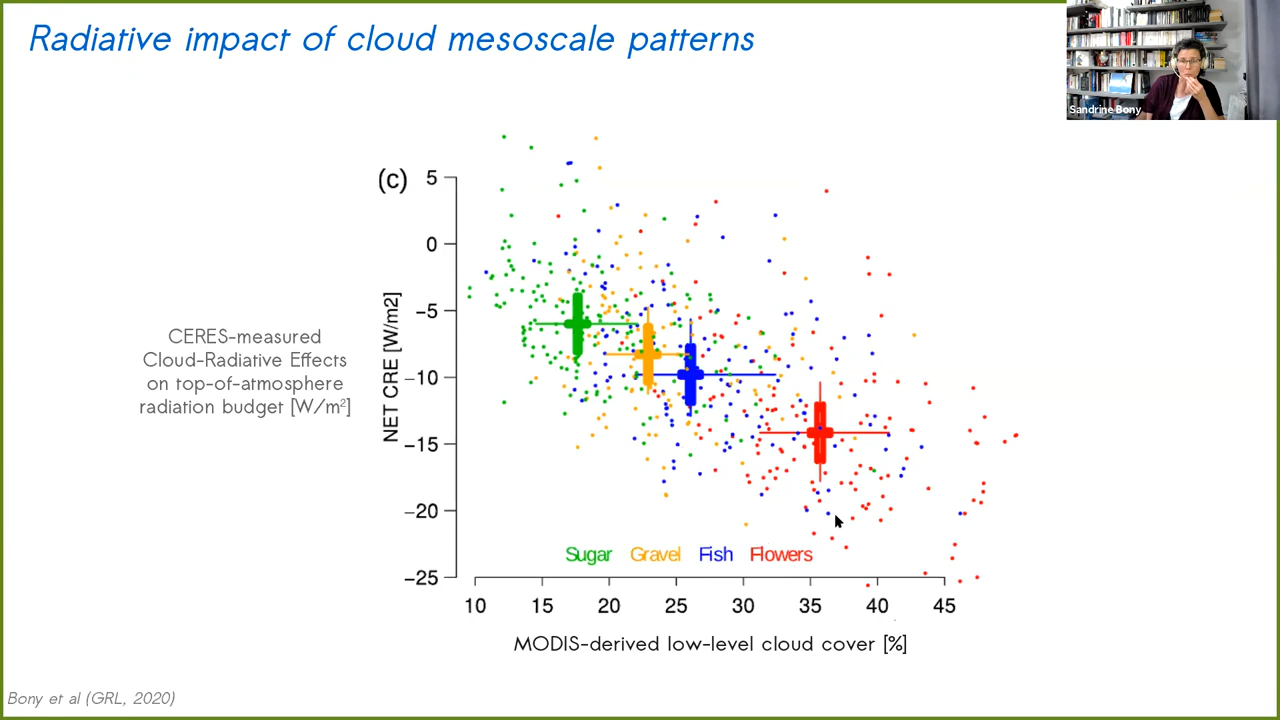 Radiative impact of cloud mesoscale patterns
Sandrine Bony
(c)
5
0
−5
−10
−15
−20
−25
NET CRE [W/m2]
CERES-measured
Cloud-Radiative Effects
on top-of-atmosphere
radiation budget [W/m²]
Sugar Gravel Fish Flowers
10 15 20 25 30 35 40 45
MODIS-derived low-level cloud cover [%]
Bony et al (GRL, 2020)